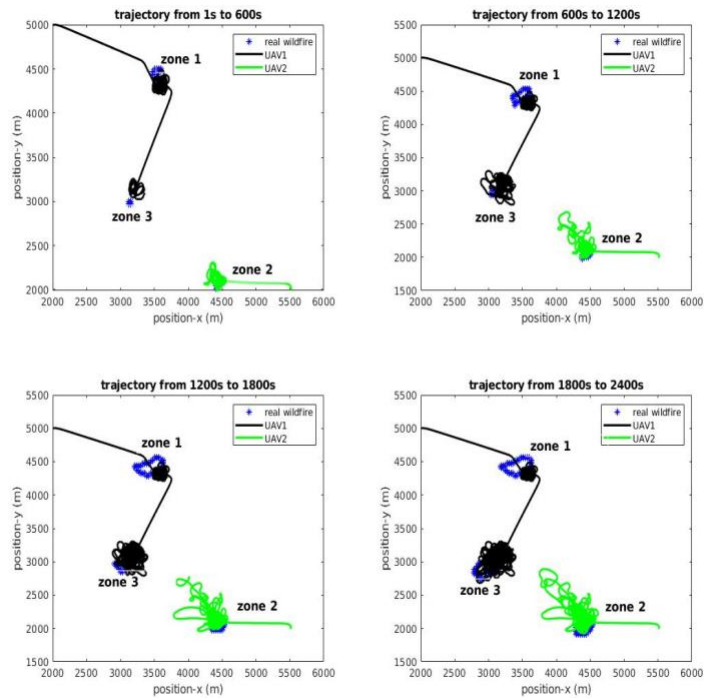 trajectory from 1s to 600s
5000
4500
4000
3500
3000
2500
2000
position-y (m)
zone 1
zone 3
zone 2
real wildfire
UAV1
UAV2
2000 2500 3000 3500 4000 4500 5000 5500 6000
position-x (m)
trajectory from 600s to 1200s
5500
5000
4500
4000
3500
3000
2500
2000
1500
position-y (m)
zone 1
zone 3
zone 2
real wildfire
UAV1
UAV2
2000 2500 3000 3500 4000 4500 5000 5500 6000
position-x (m)
trajectory from 1200s to 1800s
5500
5000
4500
4000
3500
3000
2500
2000
1500
position-y (m)
zone 1
zone 3
zone 2
real wildfire
UAV1
UAV2
2000 2500 3000 3500 4000 4500 5000 5500 6000
position-x (m)
trajectory from 1800s to 2400s
5500
5000
4500
4000
3500
3000
2500
2000
1500
position-y (m)
zone 1
zone 3
zone 2
real wildfire
UAV1
UAV2
2000 2500 3000 3500 4000 4500 5000 5500 6000
position-x (m)